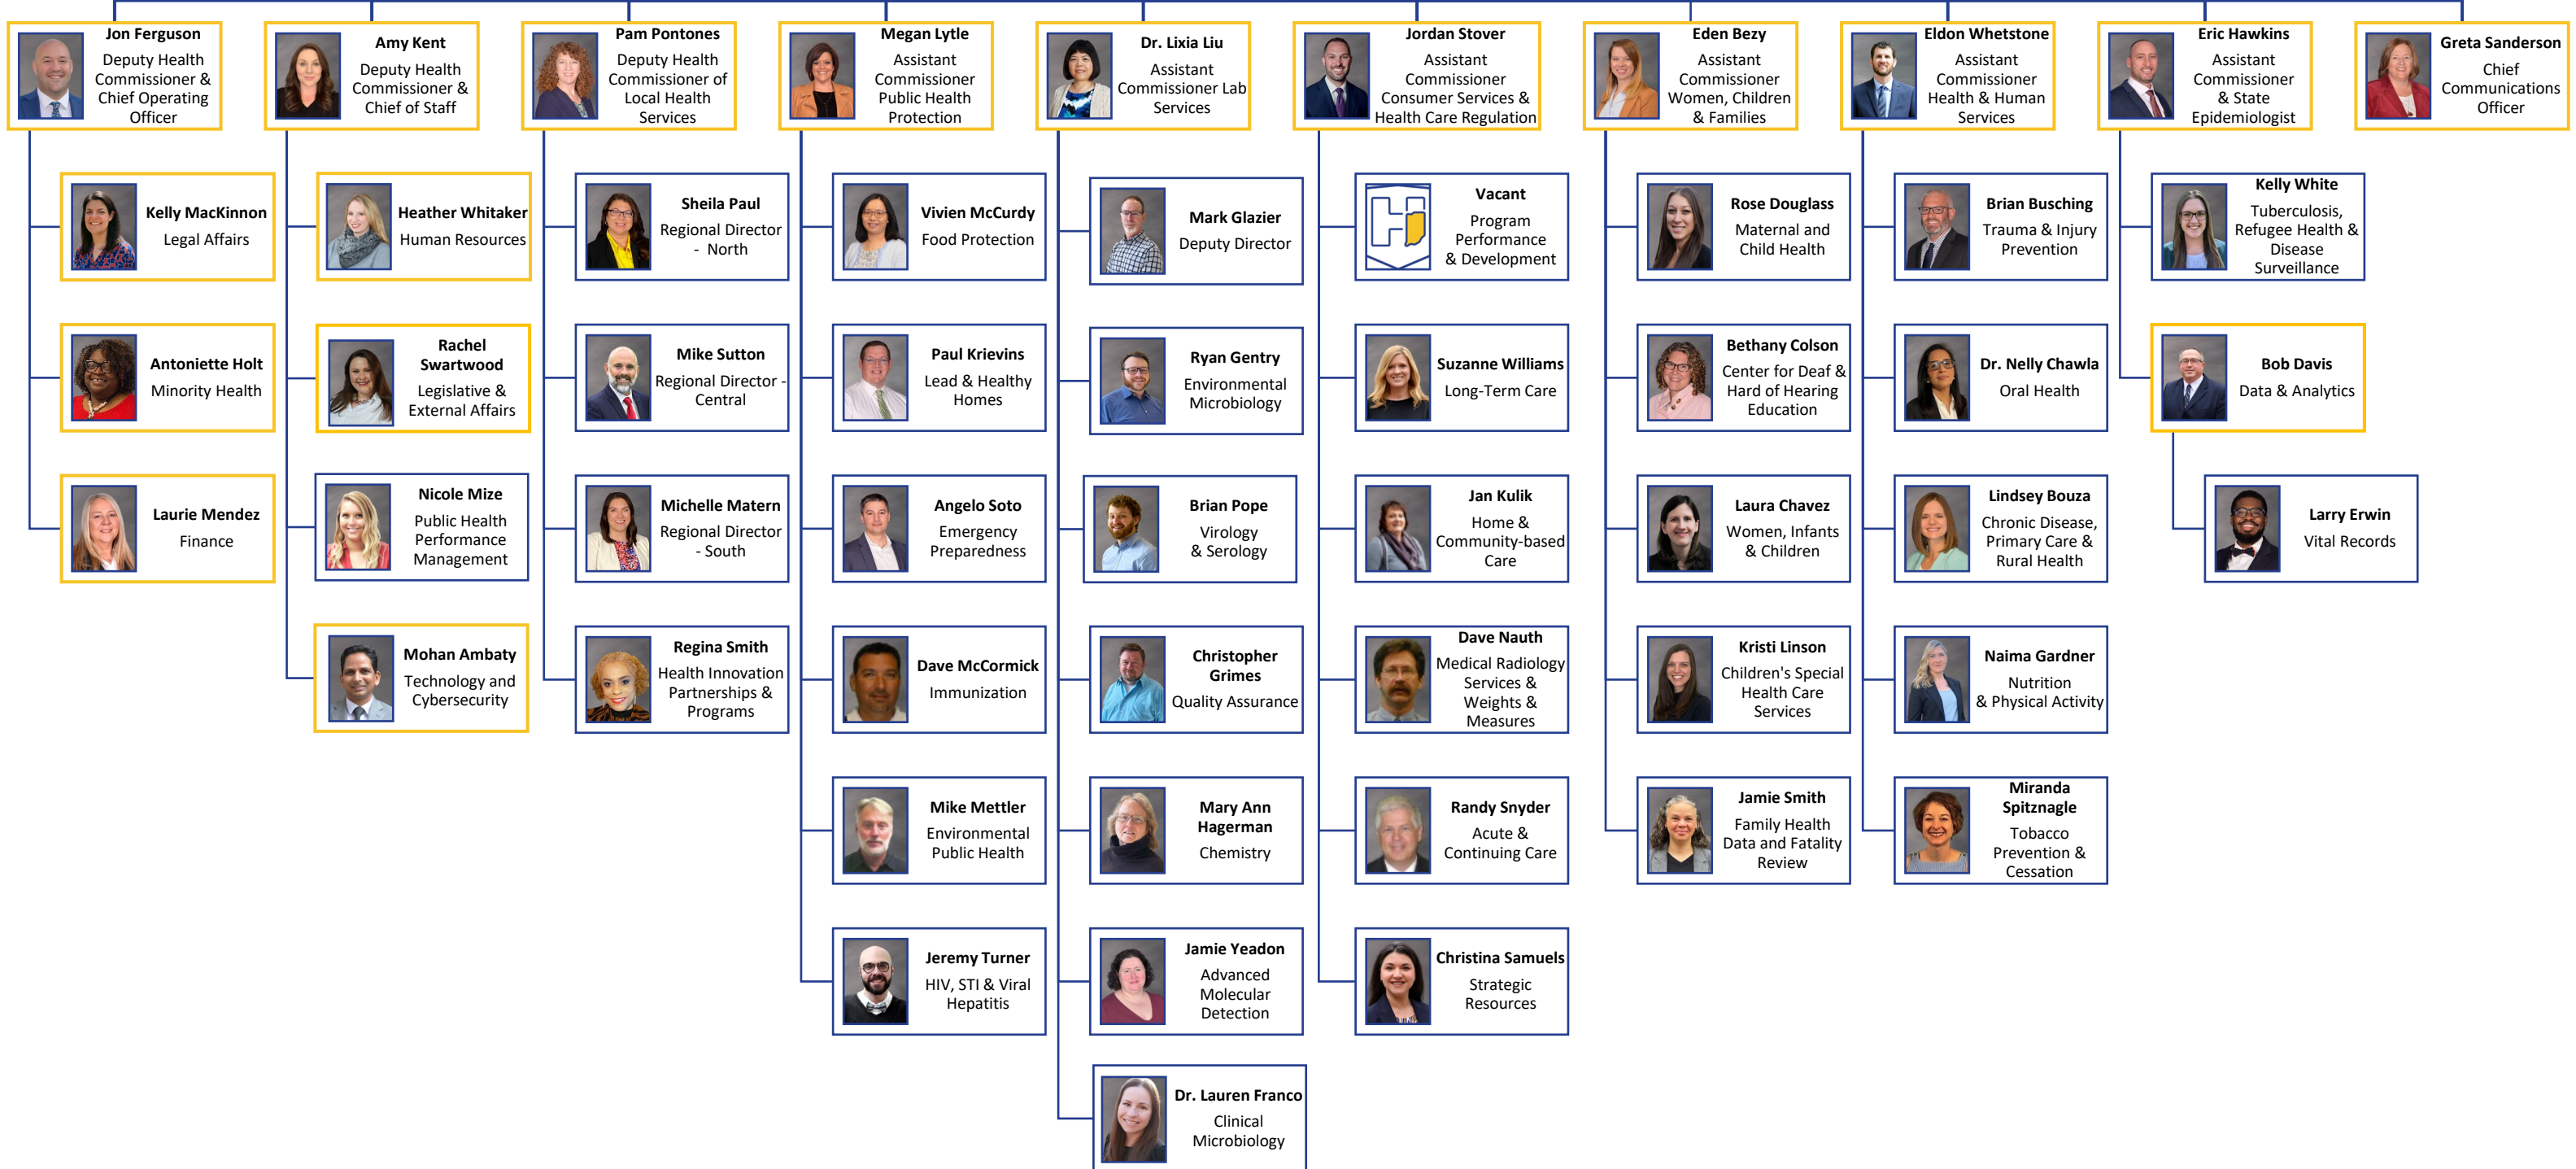 Jon Ferguson
Deputy Health
Commissioner &
Chief Operating
Officer
Kelly MacKinnon
Legal Affairs
Antoniette Holt
Minority Health
Laurie Mendez
Finance
Amy Kent
Deputy Health
Commissioner &
Chief of Staff
Heather Whitaker
Human Resources
Rachel
Swartwood
Legislative &
External Affairs
Nicole Mize
Public Health
Performance
Management
Mohan Ambaty
Technology and
Cybersecurity
Pam Pontones
Deputy Health
Commissioner of
Local Health
Services
Sheila Paul
Regional Director
- North
Mike Sutton
Regional Director -
Central
Michelle Matern
Regional Director
- South
Regina Smith
Health Innovation
Partnerships &
Programs
Megan Lytle
Assistant
Commissioner
Public Health
Protection
Vivien McCurdy
Food Protection
Paul Krievins
Lead & Healthy
Homes
Angelo Soto
Emergency
Preparedness
Dave McCormick
Immunization
Mike Mettler
Environmental
Public Health
Jeremy Turner
HIV, STI & Viral
Hepatitis
Dr. Lixia Liu
Assistant
Commissioner Lab
Services
Mark Glazier
Deputy Director
Ryan Gentry
Environmental
Microbiology
Brian Pope
Virology
& Serology
Christopher
Grimes
Quality Assurance
Mary Ann
Hagerman
Chemistry
Jamie Yeadon
Advanced
Molecular
Detection
Dr. Lauren Franco
Clinical
Microbiology
Jordan Stover
Assistant
Commissioner
Consumer Services &
Health Care Regulation
Vacant
Program
Performance
& Development
Suzanne Williams
Long-Term Care
Jan Kulik
Home &
Community-based
Care
Dave Nauth
Medical Radiology
Services &
Weights &
Measures
Randy Snyder
Acute &
Continuing Care
Christina Samuels
Strategic
Resources
Eden Bezy
Assistant
Commissioner
Women, Children
& Families
Rose Douglass
Maternal and
Child Health
Bethany Colson
Center for Deaf &
Hard of Hearing
Education
Laura Chavez
Women, Infants
& Children
Kristi Linson
Children's Special
Health Care
Services
Jamie Smith
Family Health
Data and Fatality
Review
Eldon Whetstone
Assistant
Commissioner
Health & Human
Services
Brian Busching
Trauma & Injury
Prevention
Dr. Nelly Chawla
Oral Health
Lindsey Bouza
Chronic Disease,
Primary Care &
Rural Health
Naima Gardner
Nutrition
& Physical Activity
Miranda
Spitznagle
Tobacco
Prevention &
Cessation
Eric Hawkins
Assistant
Commissioner
& State
Epidemiologist
Kelly White
Tuberculosis,
Refugee Health &
Disease
Surveillance
Bob Davis
Data & Analytics
Larry Erwin
Vital Records
Greta Sanderson
Chief
Communications
Officer